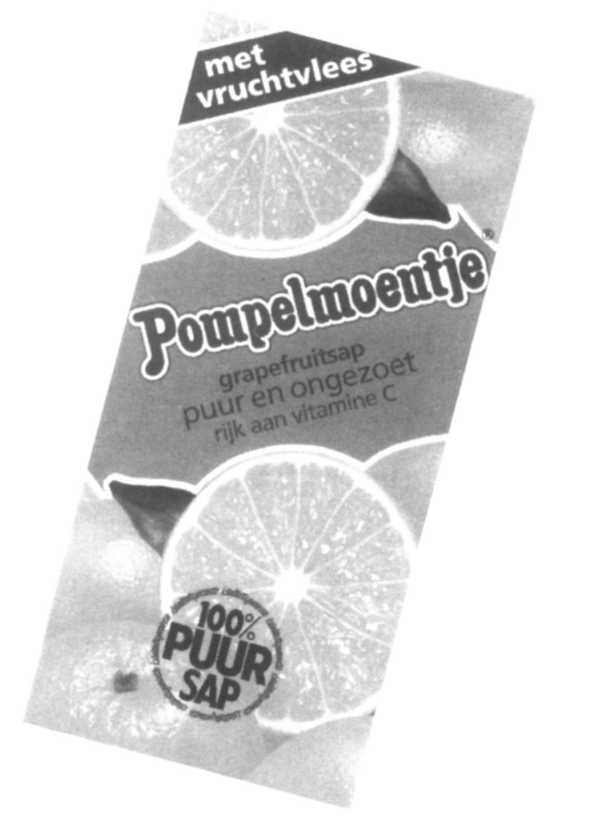 met
vruchtvlees
®
Pompelmoentje
grapefruitsap
puur en ongezoet
rijk aan vitamine C
100%
PUUR
SAP